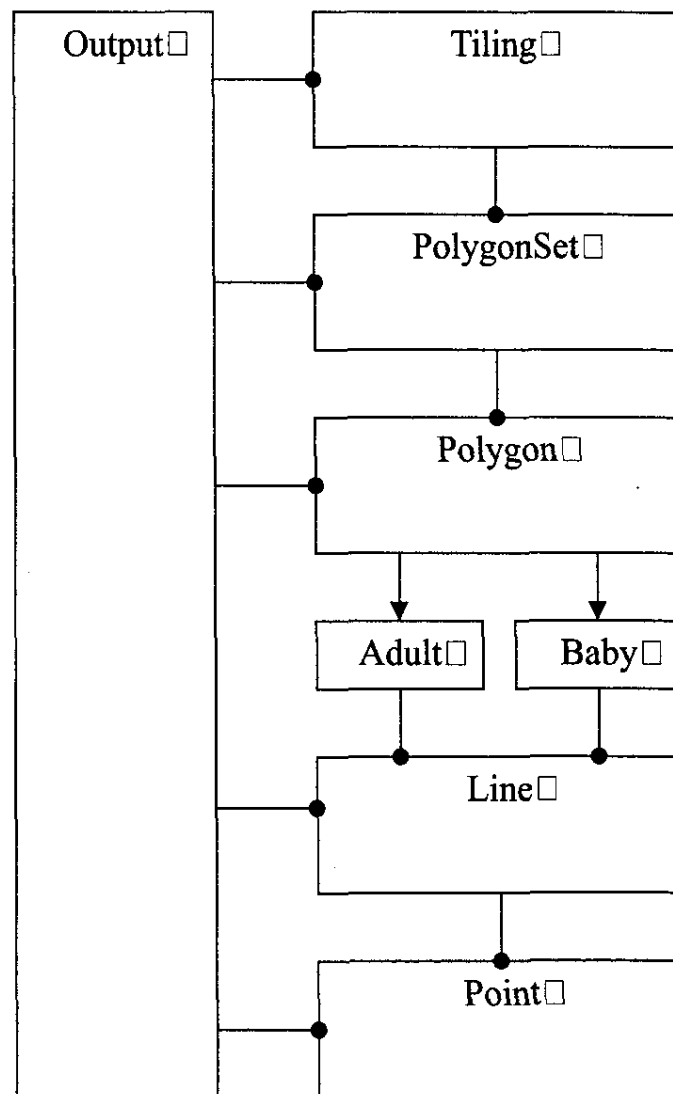 Output□
Tiling□
PolygonSet□
Polygon□
Adult□
Baby□
Line□
Point□